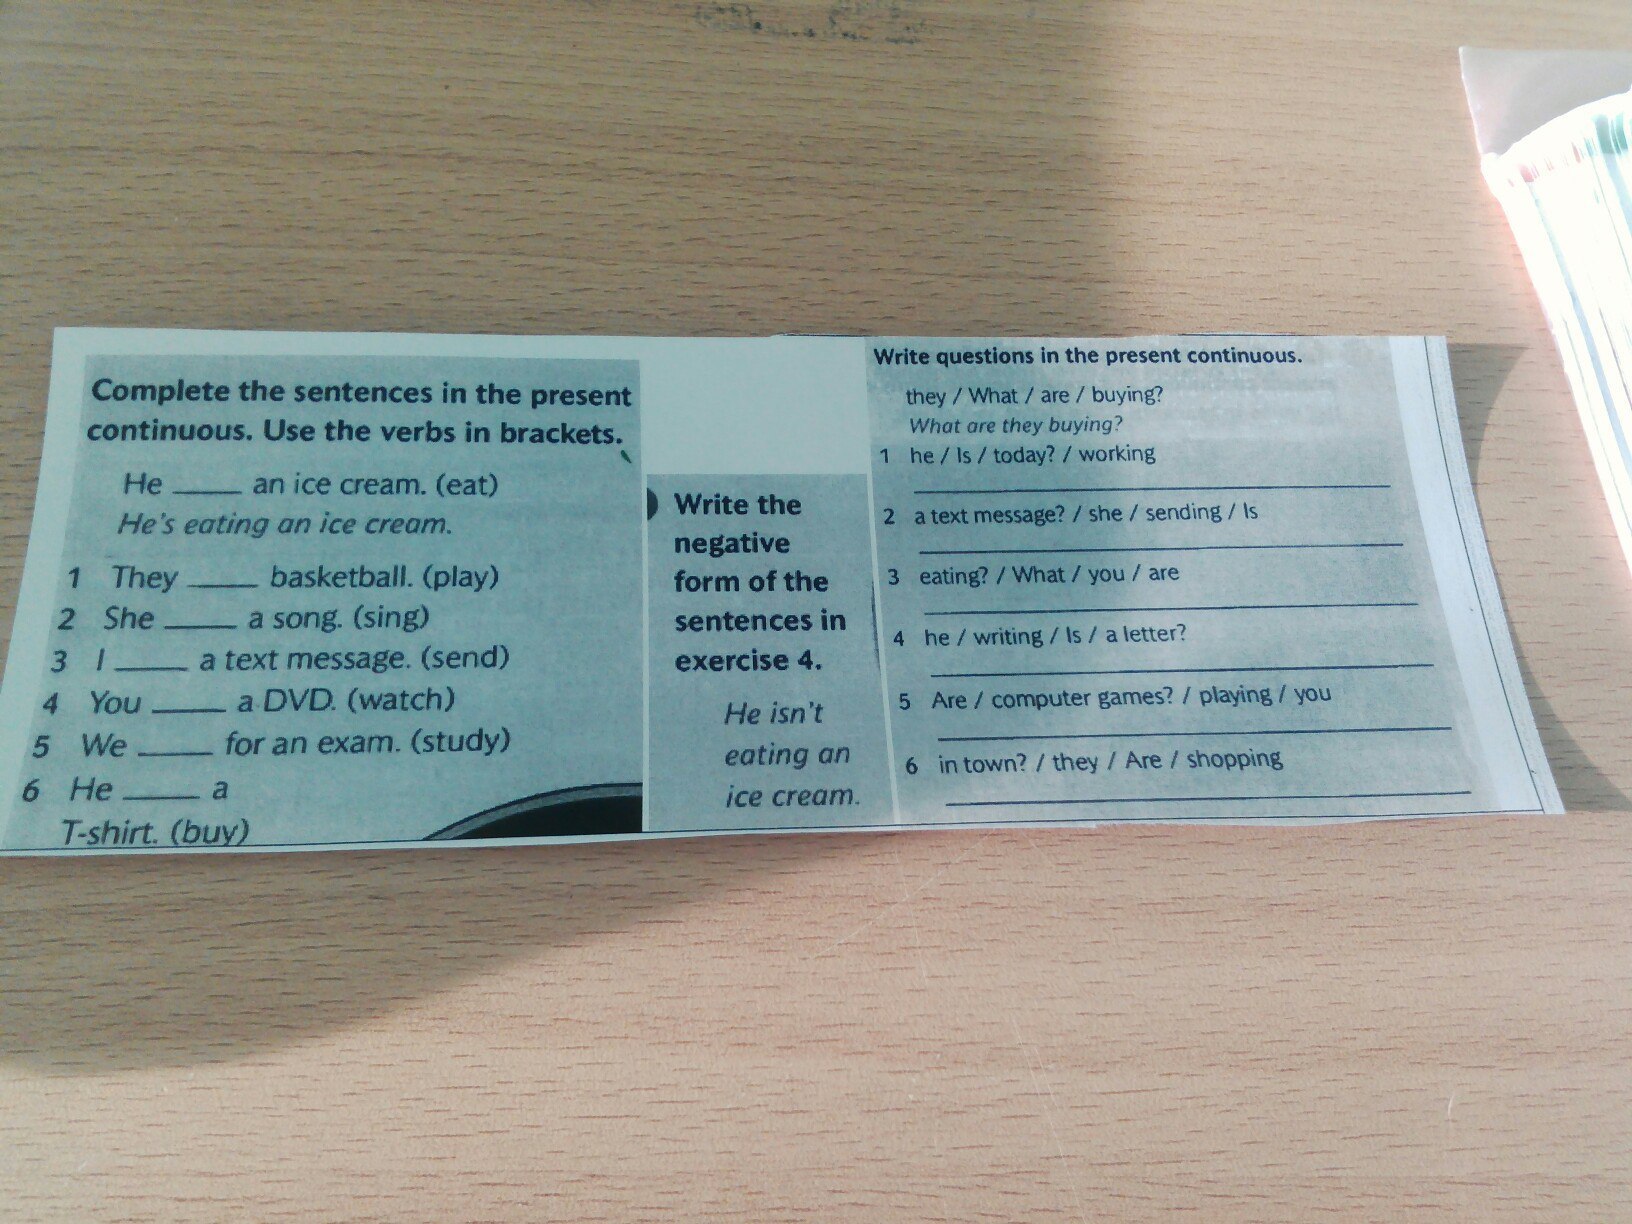 Complete the sentences in the present
continuous. Use the verbs in brackets.
He ____ an ice cream. (eat)
He's eating an ice cream.
1 They ____ basketball. (play)
2 She ____ a song. (sing)
3 I ____ a text message. (send)
4 You ____ a DVD. (watch)
5 We ____ for an exam. (study)
6 He ____ a
T-shirt. (buy)
Write the
negative
form of the
sentences in
exercise 4.
He isn't
eating an
ice cream.
Write questions in the present continuous.
they / What / are / buying?
What are they buying?
1 he / Is / today? / working
2 a text message? / she / sending / Is
3 eating? / What / you / are
4 he / writing / Is / a letter?
5 Are / computer games? / playing / you
6 in town? / they / Are / shopping